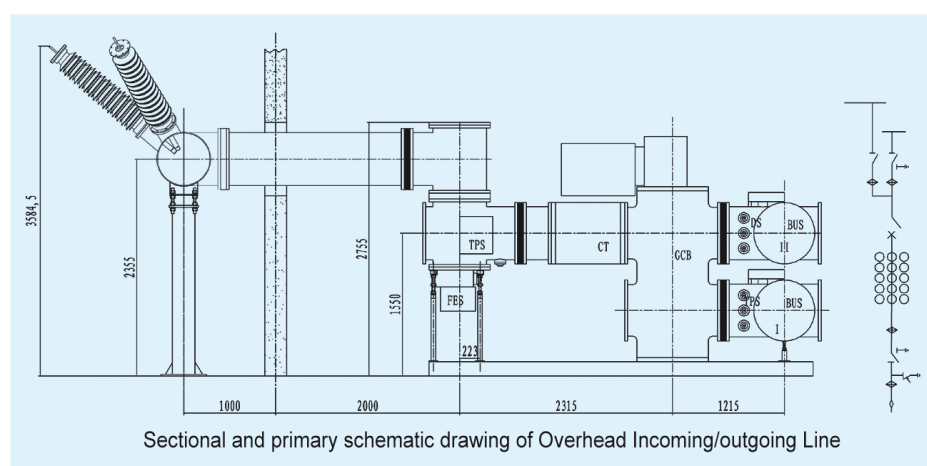 3584,5
2355
2755
1550
TPS
CT
GCB
DS
BUS
II
FES
TPS
BUS
I
223
1000
2000
2315
1215
Sectional and primary schematic drawing of Overhead Incoming/outgoing Line